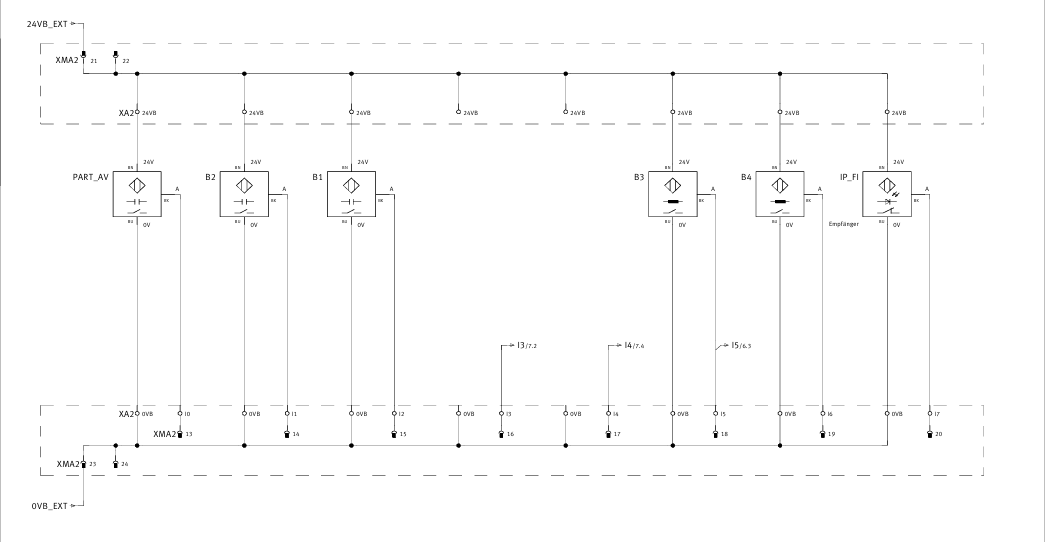 24VB_EXT
XMA2 21 22
XA2 24VB 24VB 24VB 24VB 24VB 24VB 24VB 24VB
24V 24V 24V 24V 24V 24V
BN BN BN BN BN BN
PART_AV B2 B1 B3 B4 IP_FI
A A A A A A
BK BK BK BK BK BK
BU BU BU BU BU BU
0V 0V 0V 0V 0V Empfänger 0V
I3/7.2 I4/7.4 I5/6.3
XA2 0VB I0 0VB I1 0VB I2 0VB I3 0VB I4 0VB I5 0VB I6 0VB I7
XMA2 13 14 15 16 17 18 19 20
XMA2 23 24
0VB_EXT